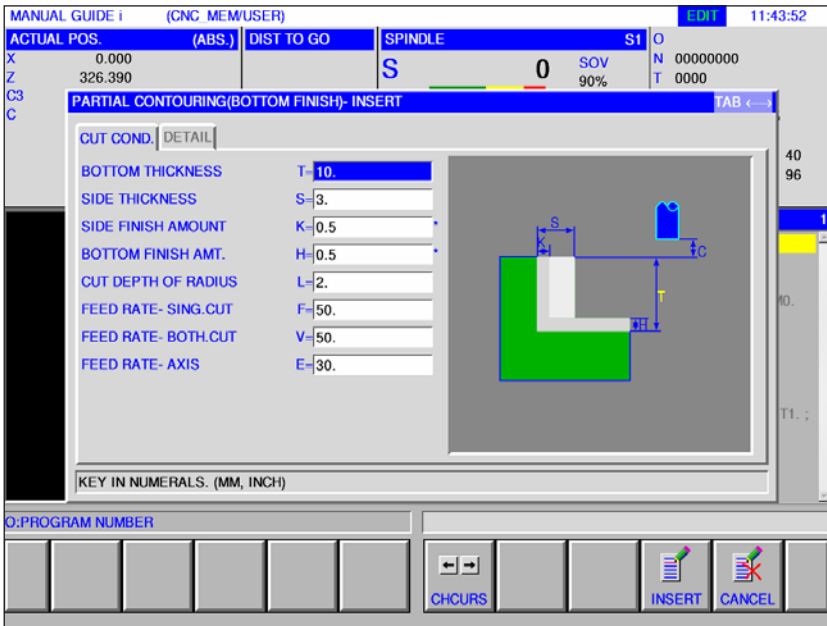 MANUAL GUIDE i (CNC_MEM/USER) EDIT 11:43:52
ACTUAL POS. (ABS.) DIST TO GO SPINDLE S1 O
X 0.000 S 0 SOV N 00000000
Z 326.390 90% T 0000
C3
C
PARTIAL CONTOURING(BOTTOM FINISH)- INSERT TAB ←→
CUT COND. DETAIL
BOTTOM THICKNESS T=10.
SIDE THICKNESS S=3.
SIDE FINISH AMOUNT K=0.5 *
BOTTOM FINISH AMT. H=0.5 *
CUT DEPTH OF RADIUS L=2.
FEED RATE- SING.CUT F=50.
FEED RATE- BOTH.CUT V=50.
FEED RATE- AXIS E=30.
S
K
C
T
H
40
96
1
M0.
T1. ;
KEY IN NUMERALS. (MM, INCH)
O:PROGRAM NUMBER
CHCURS INSERT CANCEL